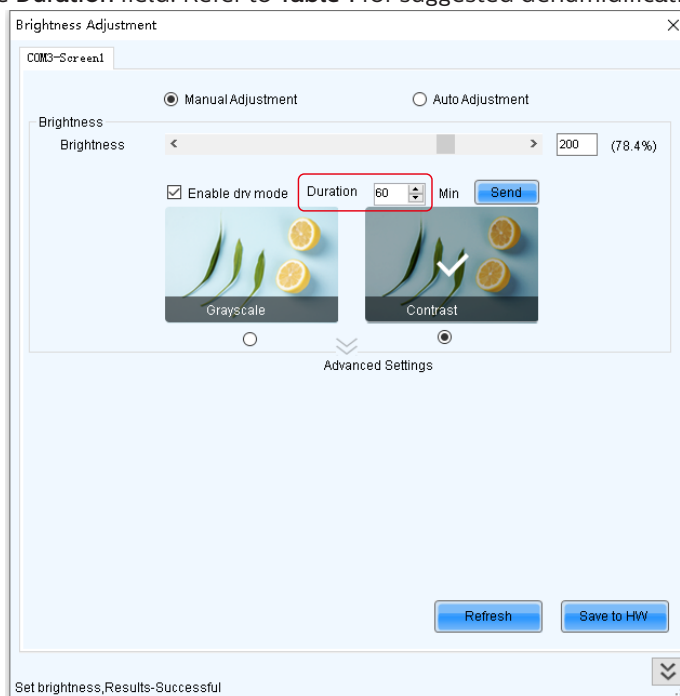 Duration field. Refer to Table 1 for suggested dehumidificati
Brightness Adjustment
COM3-Screen1
Manual Adjustment Auto Adjustment
Brightness
Brightness 200 (78.4%)
Enable dry mode Duration 60 Min Send
Grayscale Contrast
Advanced Settings
Refresh Save to HW
Set brightness,Results-Successful